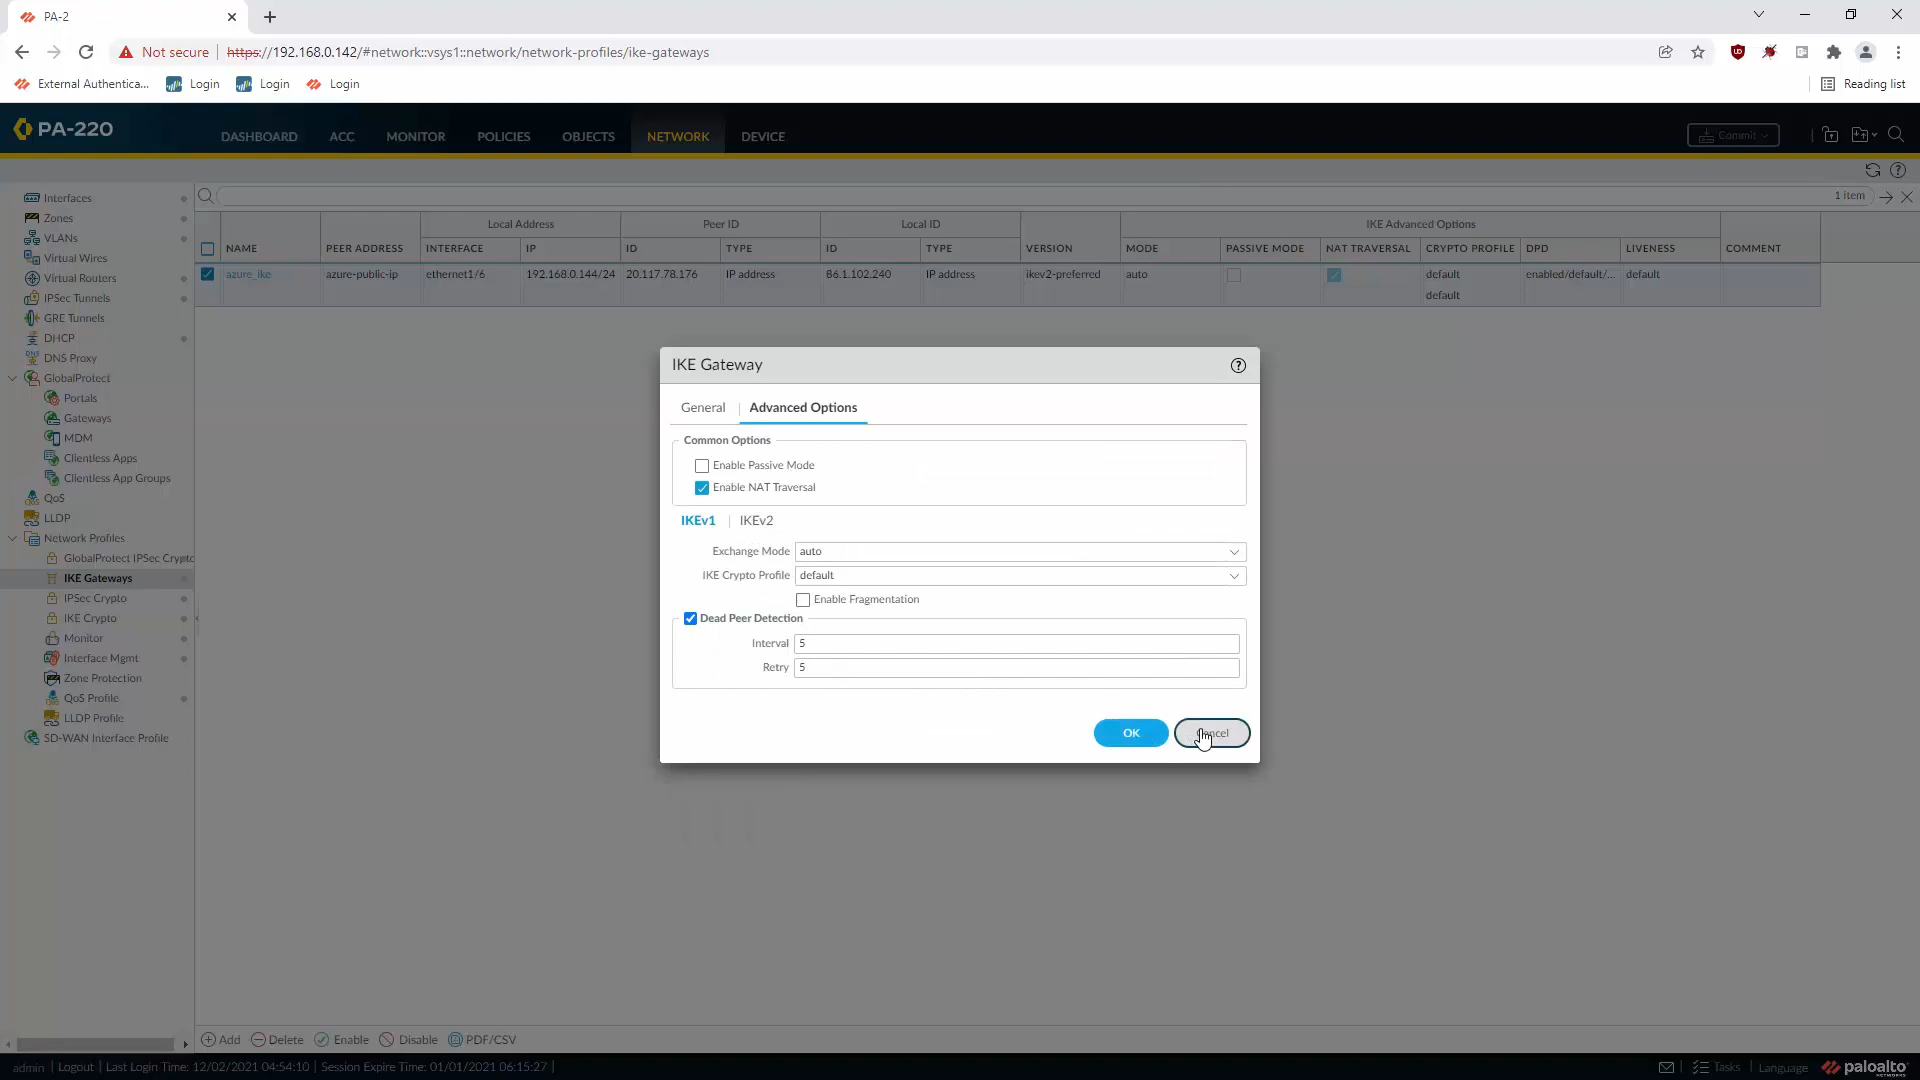 PA-2
Not secure | https://192.168.0.142/#network::vsys1::network/network-profiles/ike-gateways
External Authentica... Login Login Login Reading list
PA-220 DASHBOARD ACC MONITOR POLICIES OBJECTS NETWORK DEVICE Commit
1 item
Local Address Peer ID Local ID IKE Advanced Options
NAME PEER ADDRESS INTERFACE IP ID TYPE ID TYPE VERSION MODE PASSIVE MODE NAT TRAVERSAL CRYPTO PROFILE DPD LIVENESS COMMENT
azure_ike azure-public-ip ethernet1/6 192.168.0.144/24 20.117.78.176 IP address 86.1.102.240 IP address ikev2-preferred auto default enabled/default/... default
default
Interfaces
Zones
VLANs
Virtual Wires
Virtual Routers
IPSec Tunnels
GRE Tunnels
DHCP
DNS Proxy
GlobalProtect
Portals
Gateways
MDM
Clientless Apps
Clientless App Groups
QoS
LLDP
Network Profiles
GlobalProtect IPSec Crypto
IKE Gateways
IPSec Crypto
IKE Crypto
Monitor
Interface Mgmt
Zone Protection
QoS Profile
LLDP Profile
SD-WAN Interface Profile
IKE Gateway
General | Advanced Options
Common Options
Enable Passive Mode
Enable NAT Traversal
IKEv1 | IKEv2
Exchange Mode auto
IKE Crypto Profile default
Enable Fragmentation
Dead Peer Detection
Interval 5
Retry 5
OK
Add Delete Enable Disable PDF/CSV
admin | Logout | Last Login Time: 12/02/2021 04:54:10 | Session Expire Time: 01/01/2021 06:15:27 | Tasks | Language paloalto
NETWORKS